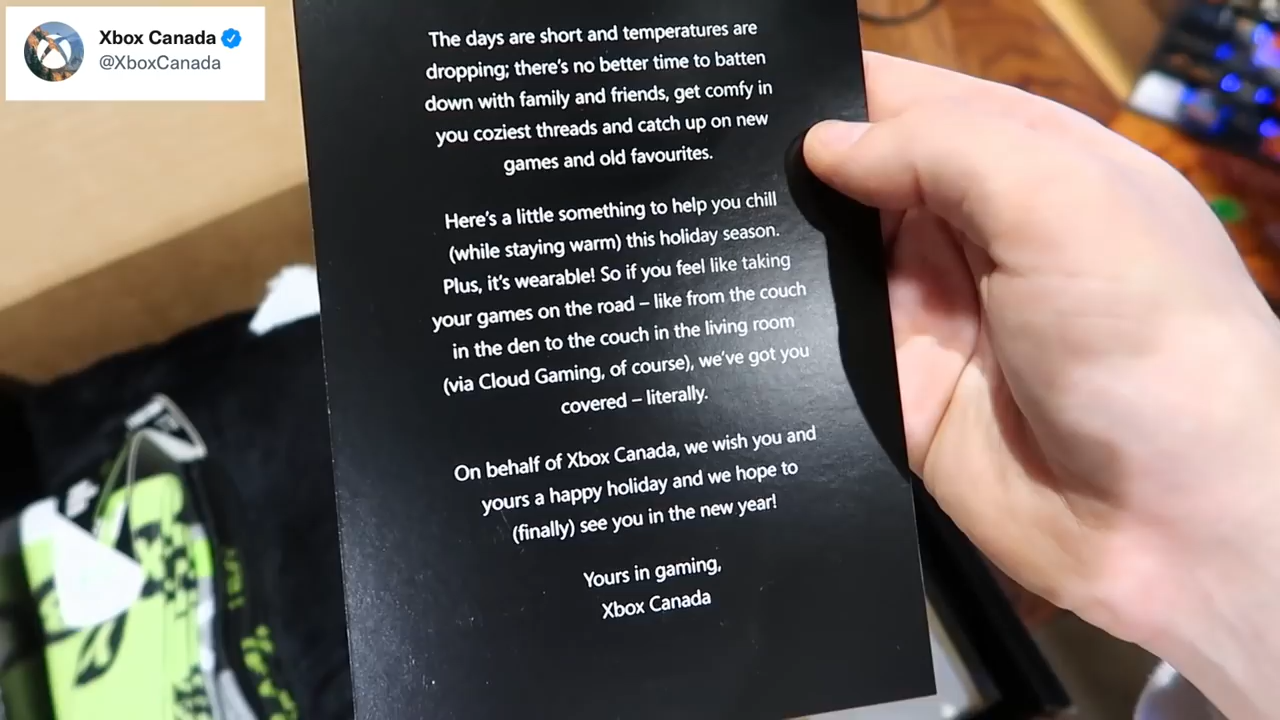 Xbox Canada
@XboxCanada
The days are short and temperatures are
dropping; there's no better time to batten
down with family and friends, get comfy in
you coziest threads and catch up on new
games and old favourites.
Here's a little something to help you chill
(while staying warm) this holiday season.
Plus, it's wearable! So if you feel like taking
your games on the road – like from the couch
in the den to the couch in the living room
(via Cloud Gaming, of course), we've got you
covered – literally.
On behalf of Xbox Canada, we wish you and
yours a happy holiday and we hope to
(finally) see you in the new year!
Yours in gaming,
Xbox Canada